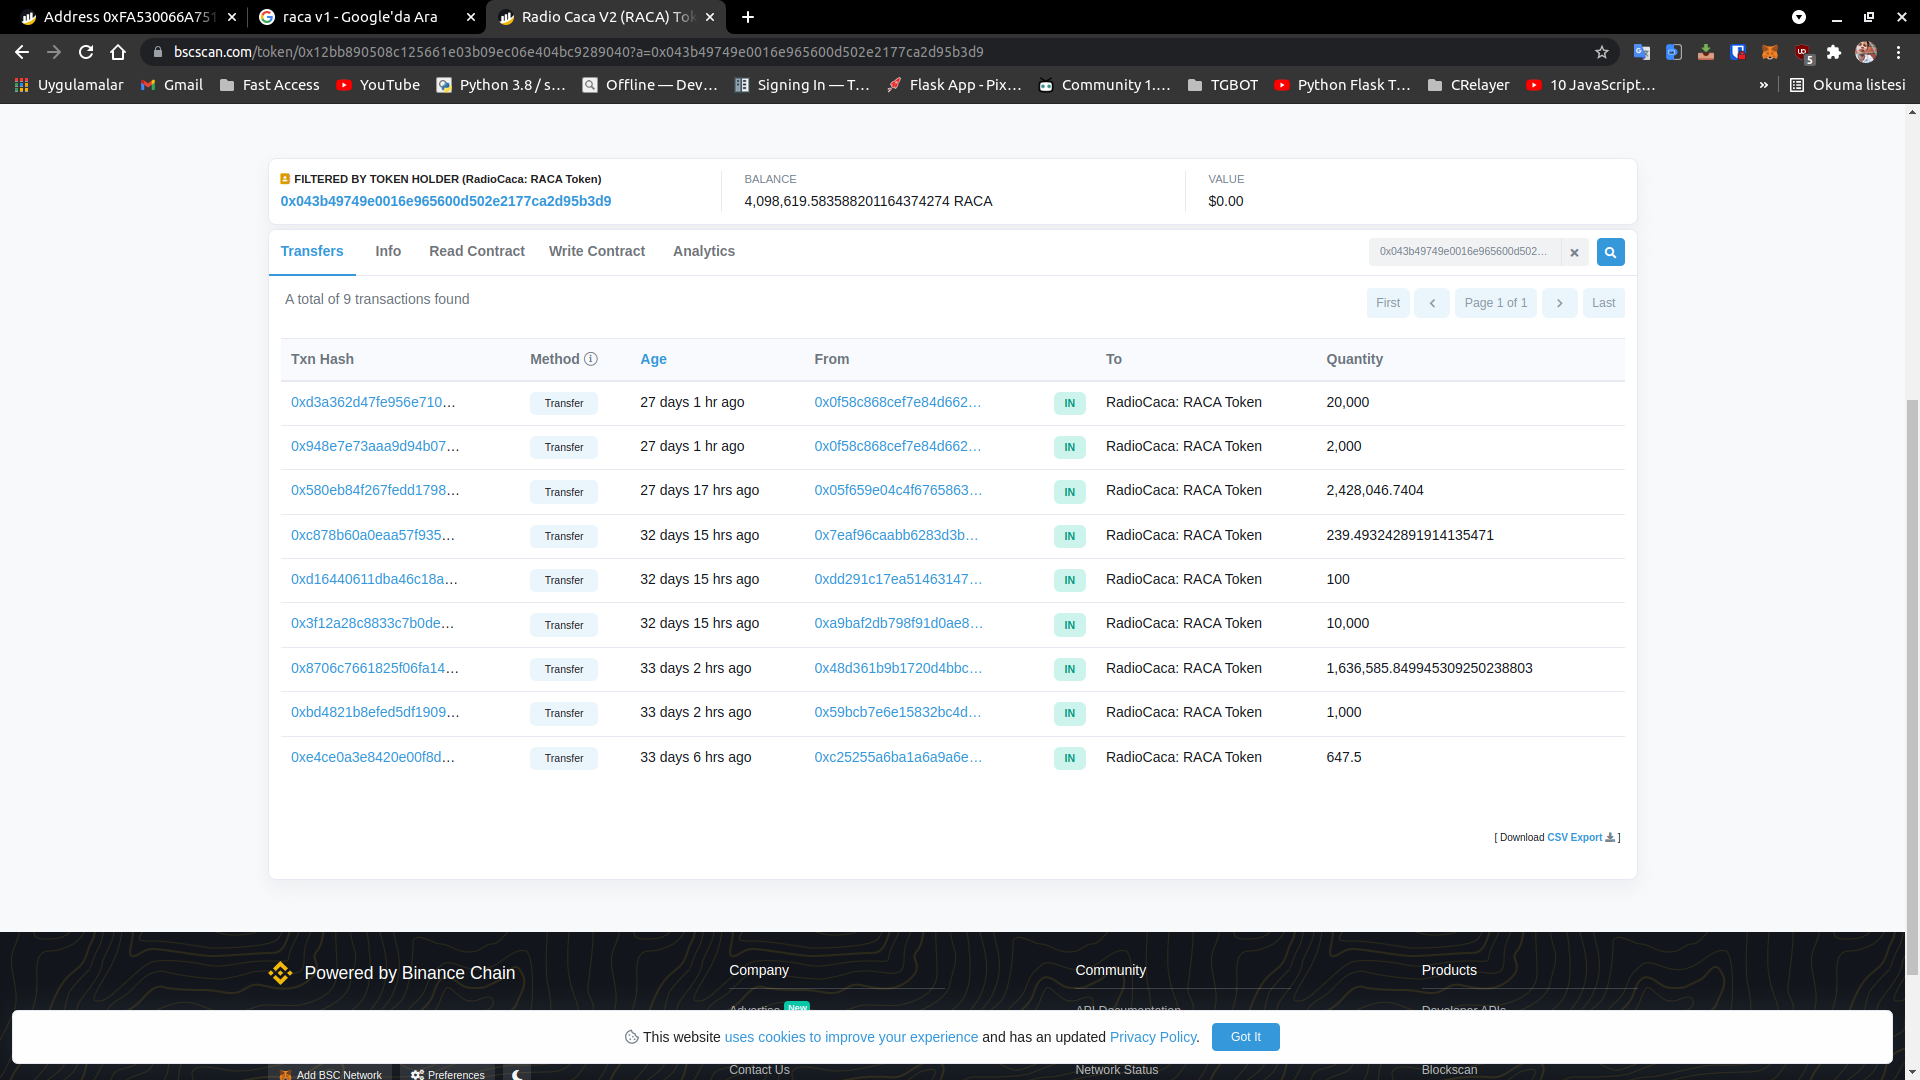 Address 0xFA530066A751
raca v1 - Google'da Ara
Radio Caca V2 (RACA) Tok
bscscan.com/token/0x12bb890508c125661e03b09ec06e404bc9289040?a=0x043b49749e0016e965600d502e2177ca2d95b3d9
5
Uygulamalar
Gmail
Fast Access
YouTube
Python 3.8 / s…
Offline — Dev…
Signing In — T…
Flask App - Pix…
Community 1.…
TGBOT
Python Flask T…
CRelayer
10 JavaScript…
»
Okuma listesi
FILTERED BY TOKEN HOLDER (RadioCaca: RACA Token)
0x043b49749e0016e965600d502e2177ca2d95b3d9
BALANCE
4,098,619.583588201164374274 RACA
VALUE
$0.00
Transfers Info Read Contract Write Contract Analytics
0x043b49749e0016e965600d502...
A total of 9 transactions found
First Page 1 of 1 Last
Txn Hash Method Age From To Quantity
0xd3a362d47fe956e710... Transfer 27 days 1 hr ago 0x0f58c868cef7e84d662... IN RadioCaca: RACA Token 20,000
0x948e7e73aaa9d94b07... Transfer 27 days 1 hr ago 0x0f58c868cef7e84d662... IN RadioCaca: RACA Token 2,000
0x580eb84f267fedd1798... Transfer 27 days 17 hrs ago 0x05f659e04c4f6765863... IN RadioCaca: RACA Token 2,428,046.7404
0xc878b60a0eaa57f935... Transfer 32 days 15 hrs ago 0x7eaf96caabb6283d3b... IN RadioCaca: RACA Token 239.493242891914135471
0xd16440611dba46c18a... Transfer 32 days 15 hrs ago 0xdd291c17ea51463147... IN RadioCaca: RACA Token 100
0x3f12a28c8833c7b0de... Transfer 32 days 15 hrs ago 0xa9baf2db798f91d0ae8... IN RadioCaca: RACA Token 10,000
0x8706c7661825f06fa14... Transfer 33 days 2 hrs ago 0x48d361b9b1720d4bbc... IN RadioCaca: RACA Token 1,636,585.849945309250238803
0xbd4821b8efed5df1909... Transfer 33 days 2 hrs ago 0x59bcb7e6e15832bc4d... IN RadioCaca: RACA Token 1,000
0xe4ce0a3e8420e00f8d... Transfer 33 days 6 hrs ago 0xc25255a6ba1a6a9a6e... IN RadioCaca: RACA Token 647.5
[ Download CSV Export ]
Powered by Binance Chain
Company
Community
Products
Advertise New
API Documentation
Developer APIs
This website uses cookies to improve your experience and has an updated Privacy Policy. Got It
Add BSC Network
Preferences
Contact Us
Network Status
Blockscan